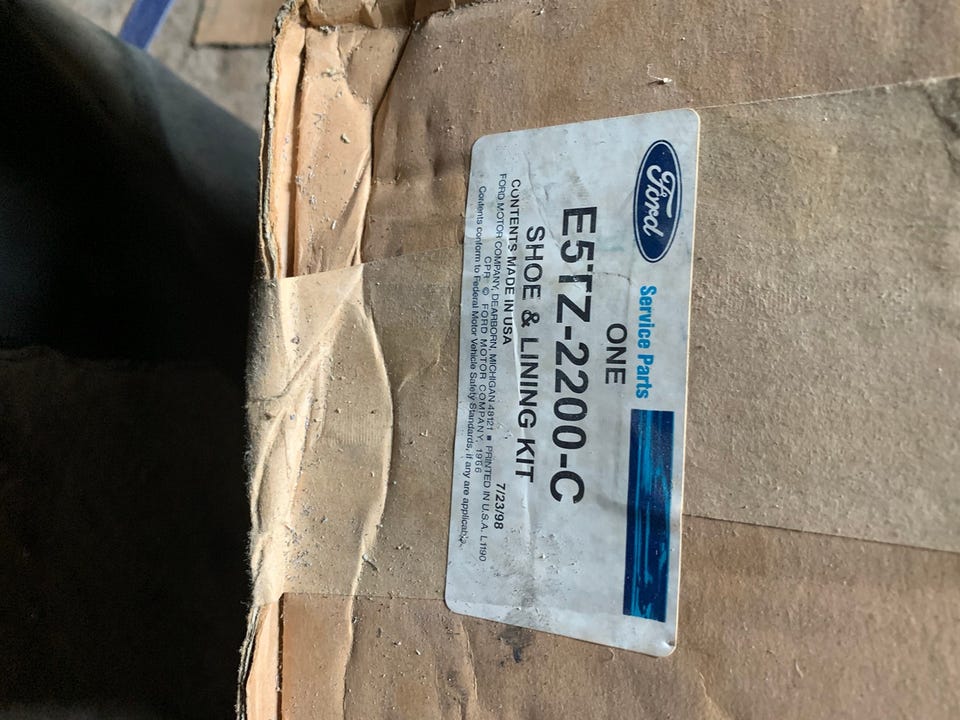 Ford
Service Parts
ONE
E5TZ-2200-C
SHOE & LINING KIT
CONTENTS MADE IN USA 7/23/98
FORD MOTOR COMPANY, DEARBORN, MICHIGAN 48121 ■ PRINTED IN U.S.A. L1190
CPR © FORD MOTOR COMPANY, 1966
Contents conform to Federal Motor Vehicle Safety Standards, if any are applicable.